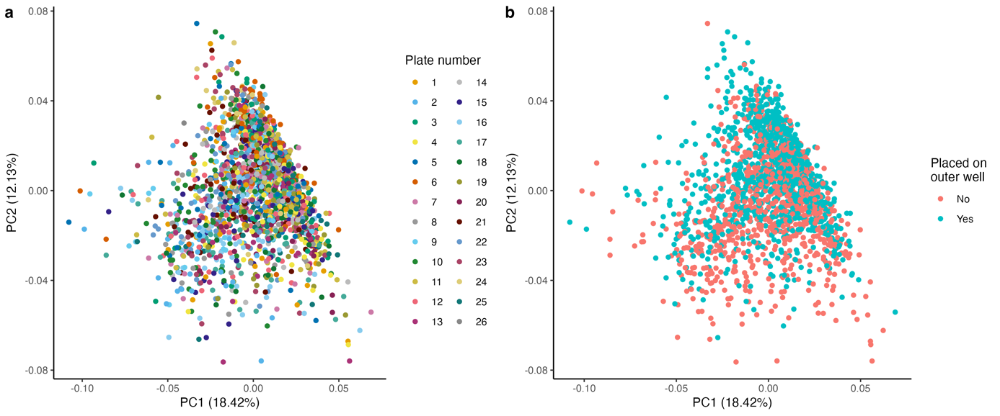 a
0.08
0.04
0.00
-0.04
-0.08
PC2 (12.13%)
-0.10 -0.05 0.00 0.05
PC1 (18.42%)
Plate number
1 14
2 15
3 16
4 17
5 18
6 19
7 20
8 21
9 22
10 23
11 24
12 25
13 26
b
0.08
0.04
0.00
-0.04
-0.08
PC2 (12.13%)
-0.10 -0.05 0.00 0.05
PC1 (18.42%)
Placed on
outer well
No
Yes